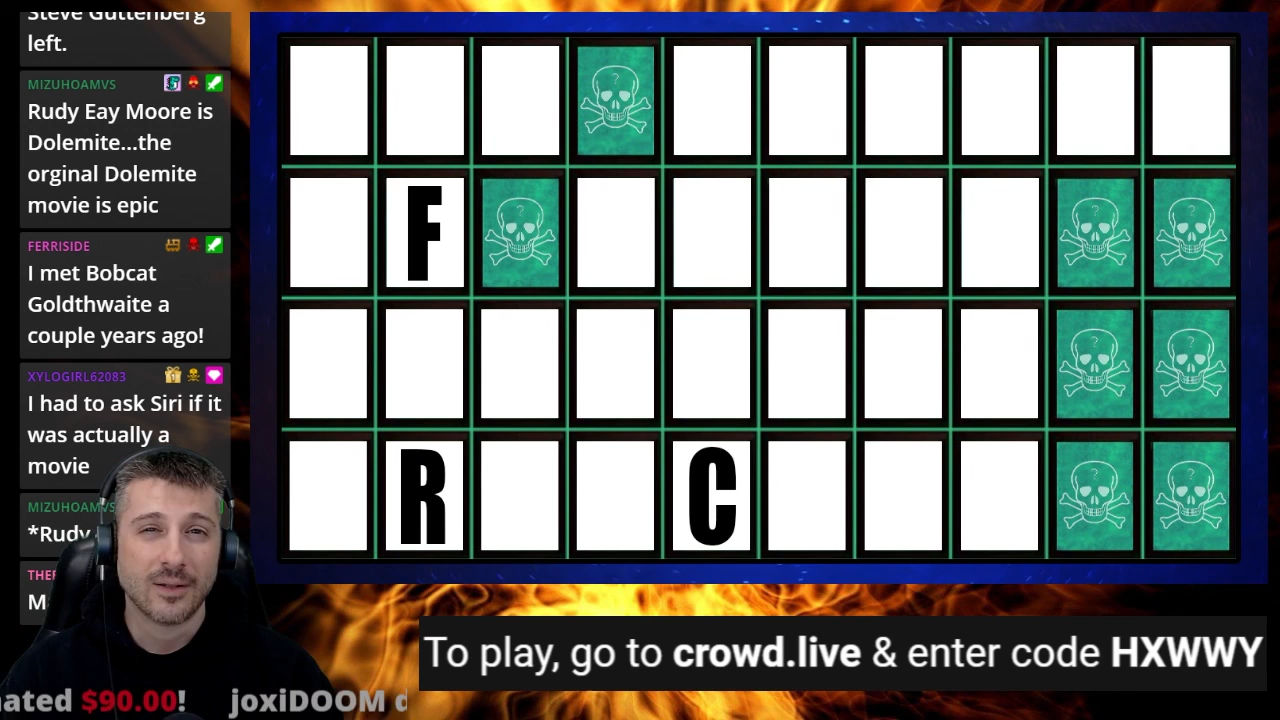 Steve Guttenberg
left.
MIZUHOAMVS
Rudy Eay Moore is
Dolemite...the
orginal Dolemite
movie is epic
FERRISIDE
I met Bobcat
Goldthwaite a
couple years ago!
XYLOGIRL62083
I had to ask Siri if it
was actually a
movie
MIZUHOAMVS
*Rudy
F
R C
To play, go to crowd.live & enter code HXWWY
$90.00! joxiDOOM